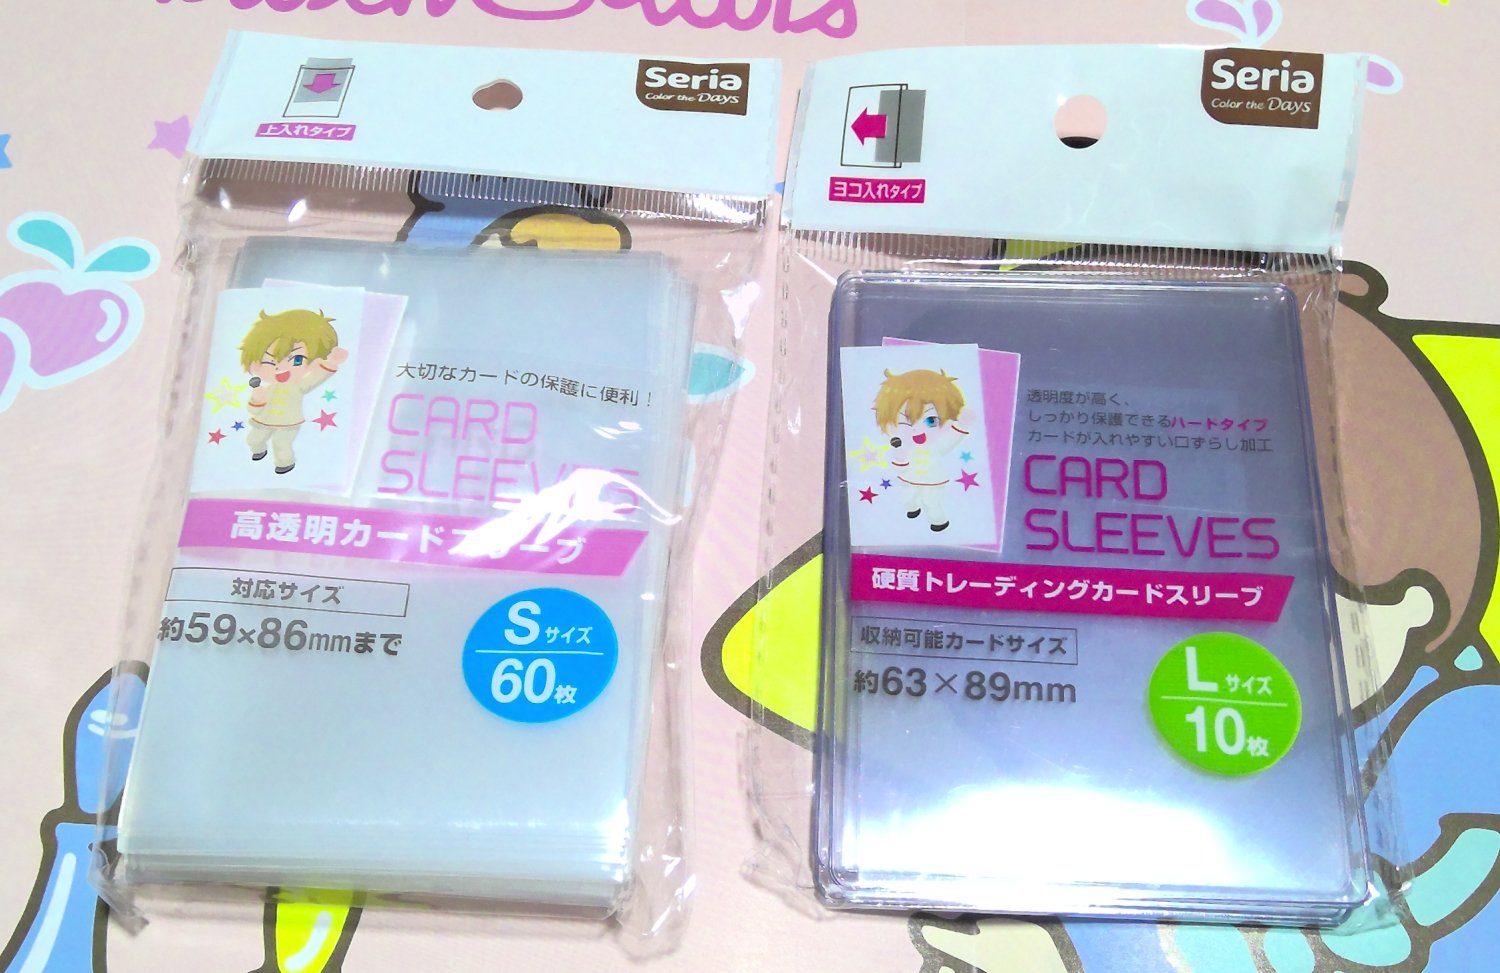 Seria
Color the Days
上入れタイプ
大切なカードの保護に便利!
CARD
SLEEVES
高透明カードスリーブ
対応サイズ
約59×86mmまで
Sサイズ
60枚
Seria
Color the Days
ヨコ入れタイプ
透明度が高く、
しっかり保護できるハートタイプ
カードが入れやすい口ずらし加工
CARD
SLEEVES
硬質トレーディングカードスリーブ
収納可能カードサイズ
約63×89mm
Lサイズ
10枚